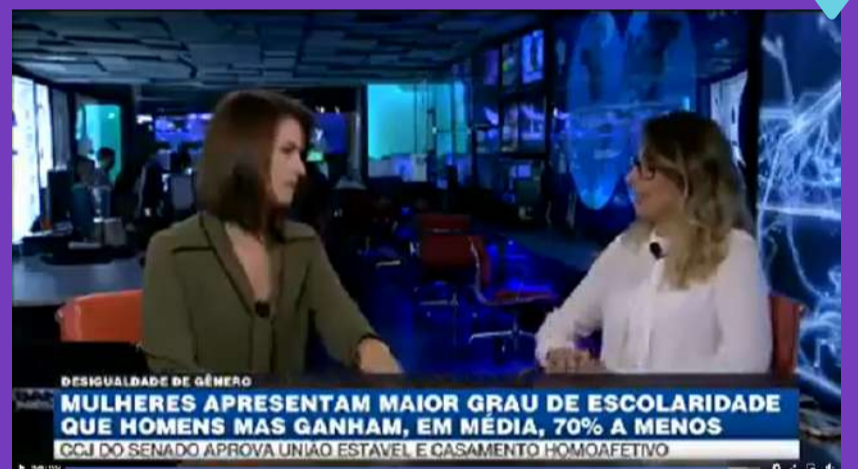 DESIGUALDADE DE GÊNERO
MULHERES APRESENTAM MAIOR GRAU DE ESCOLARIDADE
QUE HOMENS MAS GANHAM, EM MÉDIA, 70% A MENOS
CCJ DO SENADO APROVA UNIÃO ESTÁVEL E CASAMENTO HOMOAFETIVO